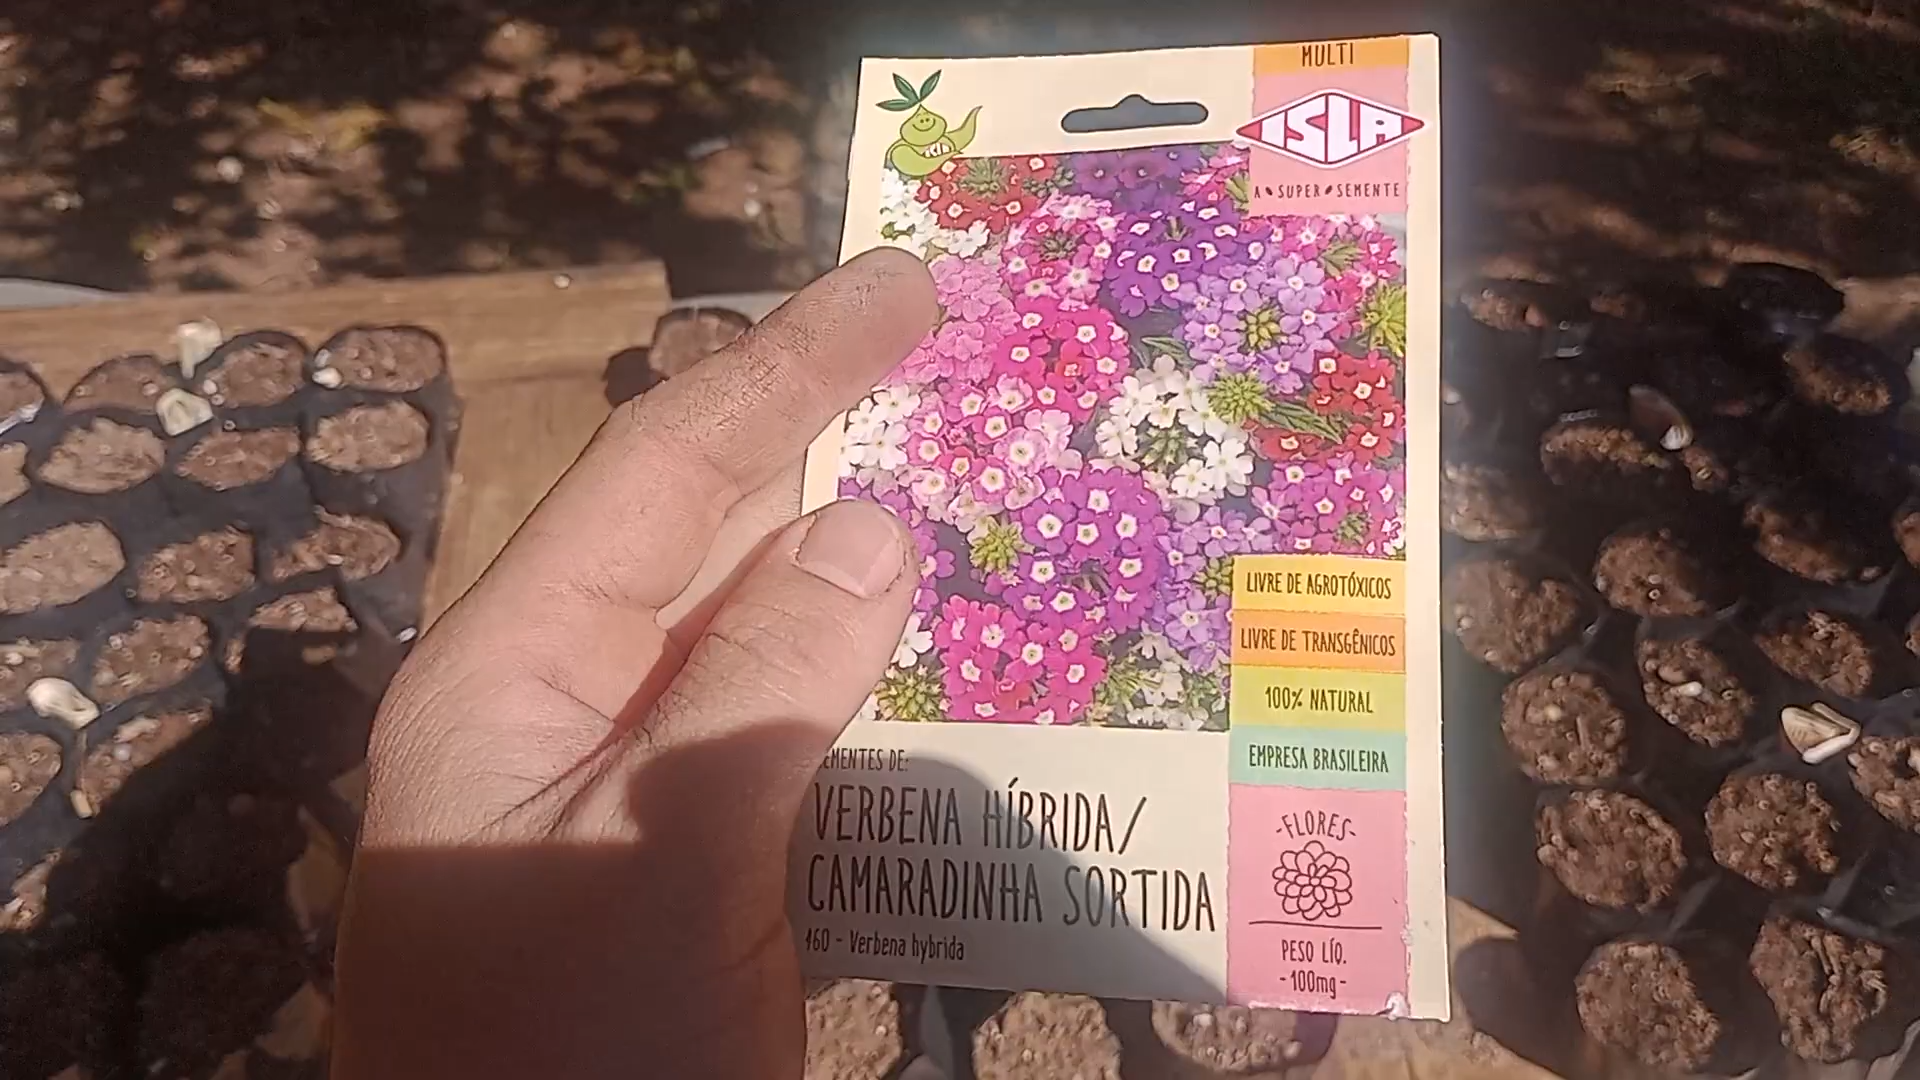 MULTI
ISLA
A SUPER SEMENTE
LIVRE DE AGROTÓXICOS
LIVRE DE TRANSGÊNICOS
100% NATURAL
EMPRESA BRASILEIRA
DE:
VERBENA HÍBRIDA/
CAMARADINHA SORTIDA
160 - Verbena hybrida
-FLORES-
PESO LÍQ.
-100mg-